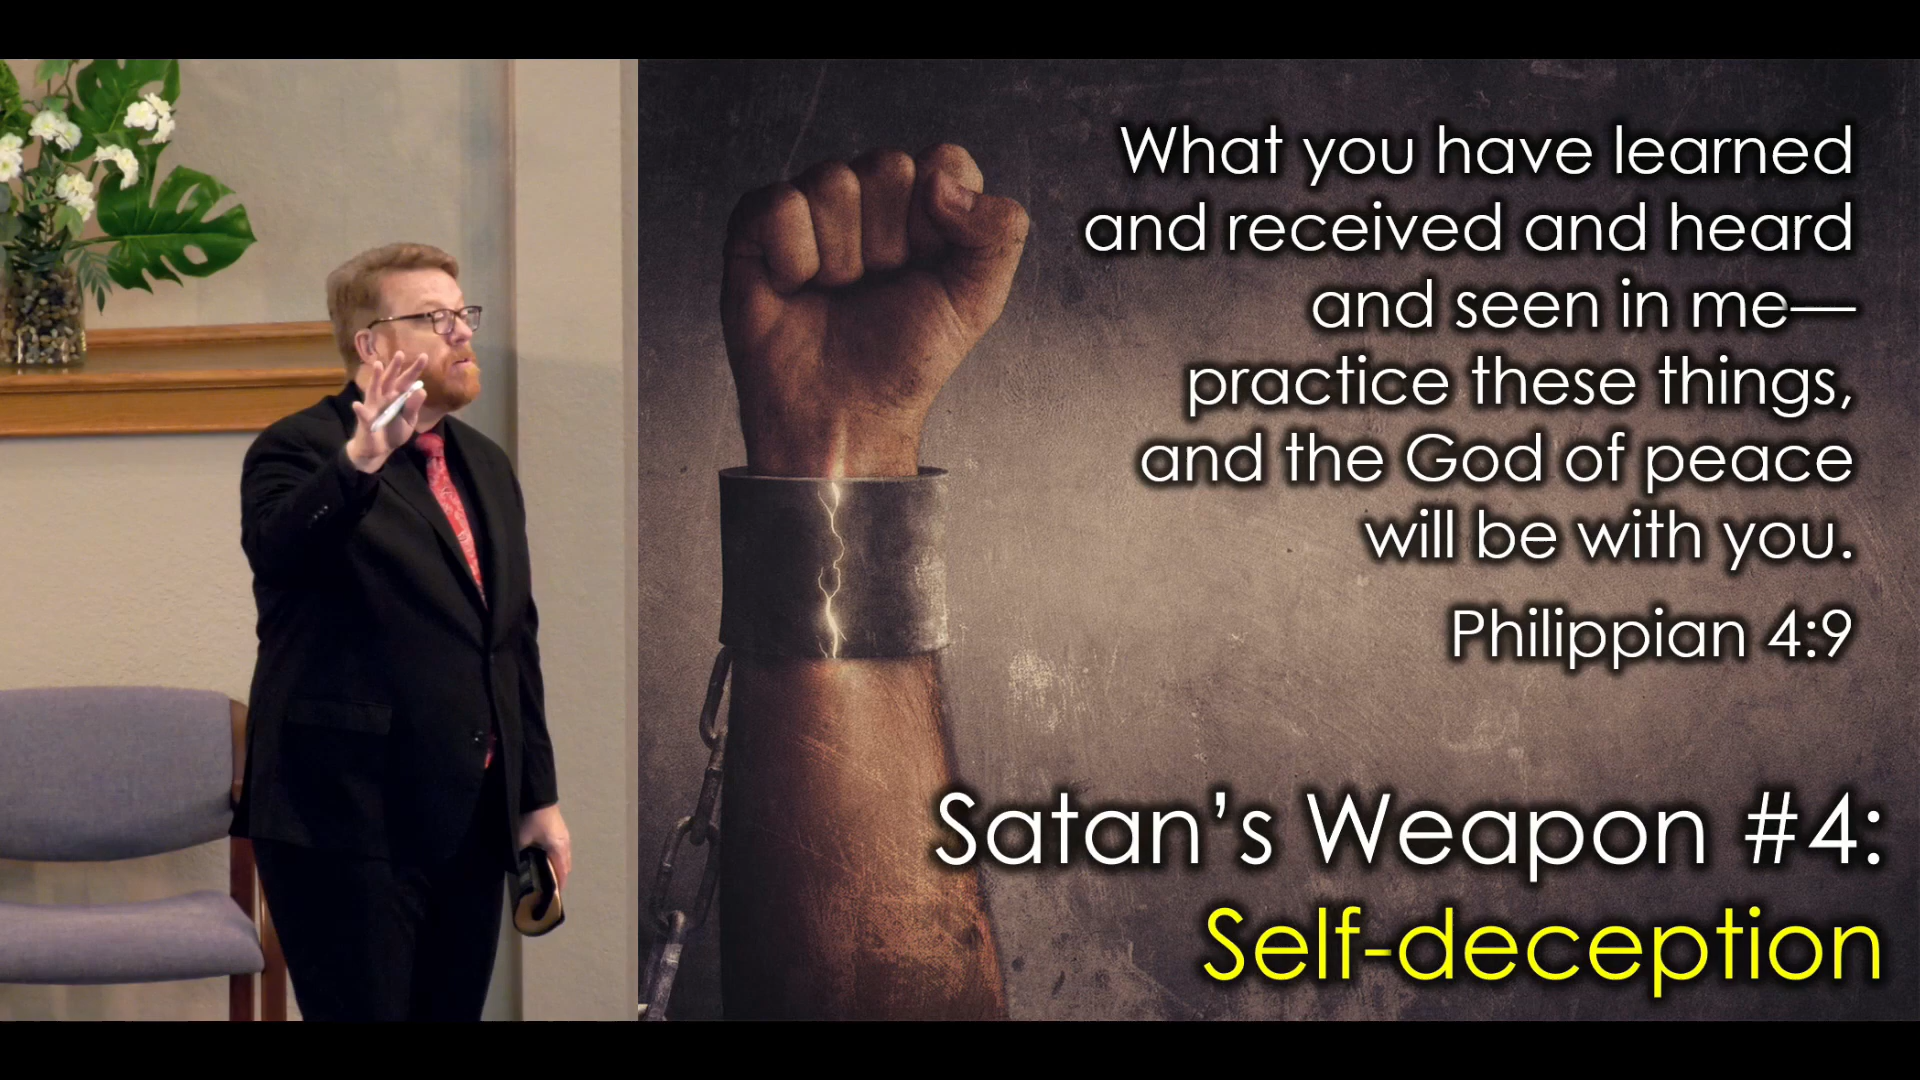 What you have learned
and received and heard
and seen in me—
practice these things,
and the God of peace
will be with you.
Philippian 4:9
Satan’s Weapon #4:
Self-deception